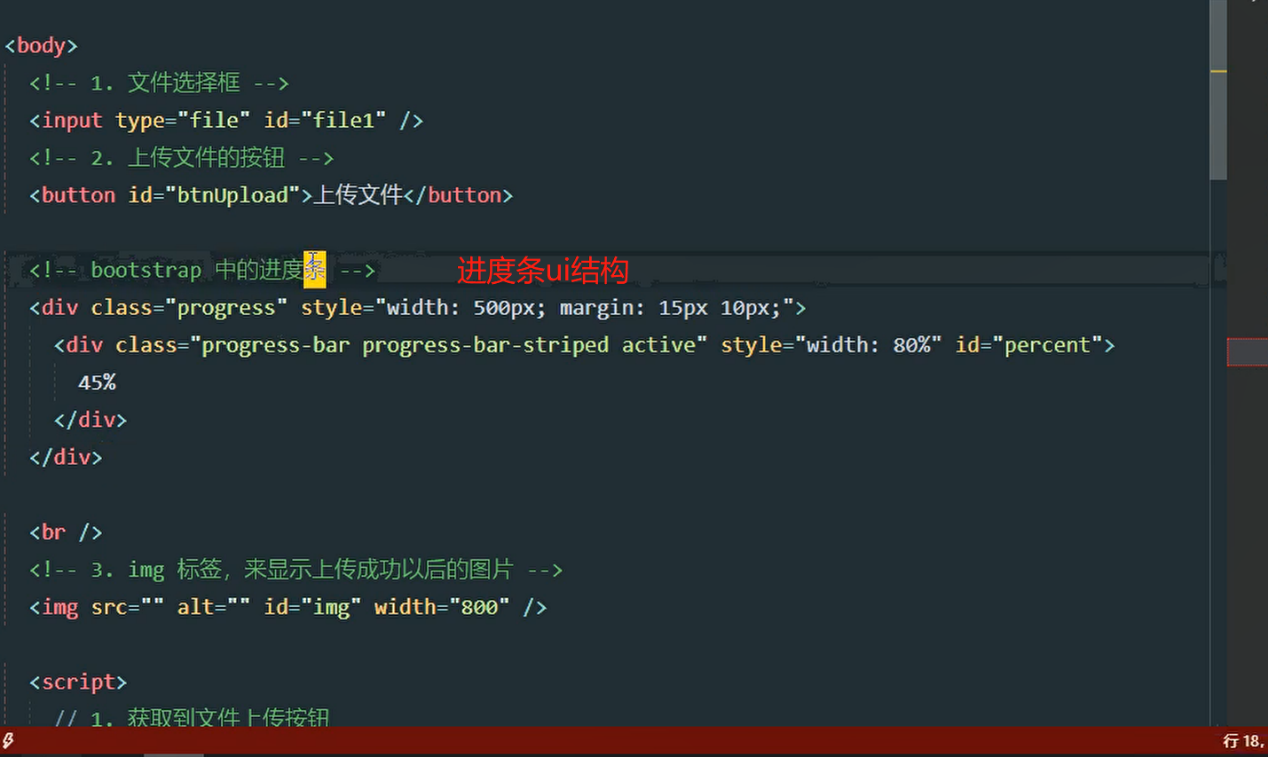 <body>
<!-- 1. 文件选择框 -->
<input type="file" id="file1" />
<!-- 2. 上传文件的按钮 -->
<button id="btnUpload">上传文件</button>
<!-- bootstrap 中的进度条 --> 进度条ui结构
<div class="progress" style="width: 500px; margin: 15px 10px;">
<div class="progress-bar progress-bar-striped active" style="width: 80%" id="percent">
45%
</div>
</div>
<br />
<!-- 3. img 标签，来显示上传成功以后的图片 -->
<img src="" alt="" id="img" width="800" />
<script>
// 1. 获取到文件上传按钮
行 18,